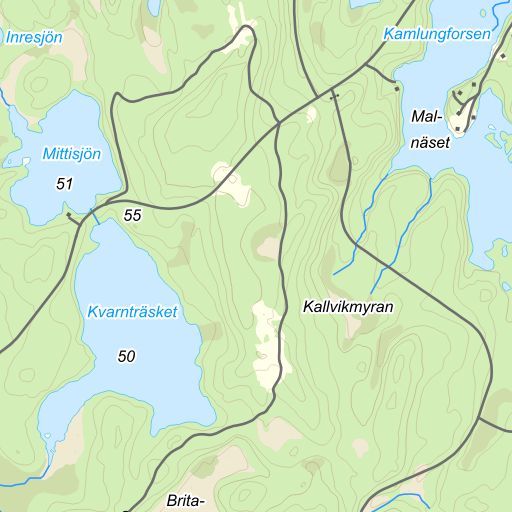 Inresjön
Kamlungforsen
Mal-
näset
Mittisjön
51
55
Kvarnträsket
50
Kallvikmyran
Brita-